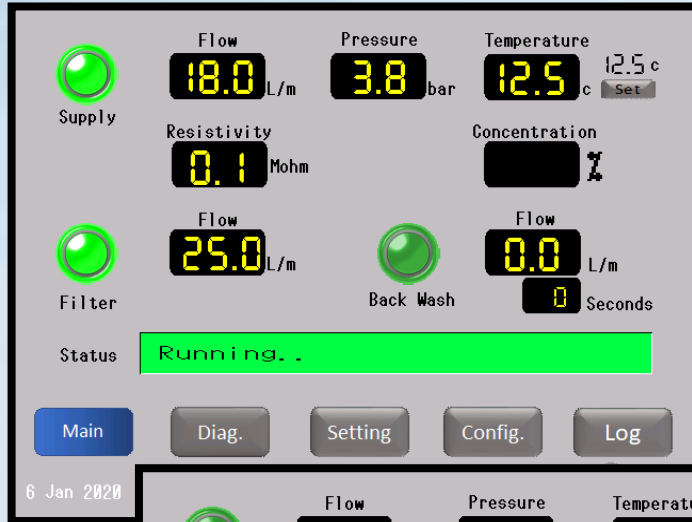 Flow Pressure Temperature
18.0 L/m 3.8 bar 12.5 c 12.5 c
Set
Supply
Resistivity Concentration
0.1 Mohm %
Flow Flow
25.0 L/m 0.0 L/m
Filter Back Wash 0 Seconds
Status Running..
Main Diag. Setting Config. Log
6 Jan 2020
Flow Pressure